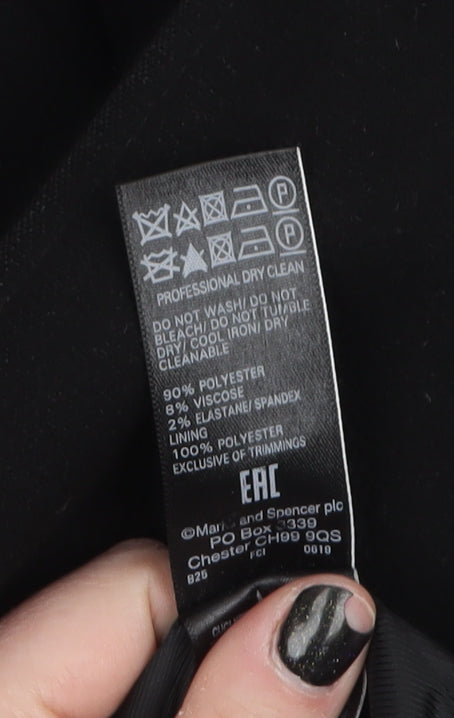 P
P
PROFESSIONAL DRY CLEAN
DO NOT WASH/ DO NOT
BLEACH/ DO NOT TUMBLE
DRY/ COOL IRON/ DRY
CLEANABLE
90% POLYESTER
8% VISCOSE
2% ELASTANE/ SPANDEX
LINING
100% POLYESTER
EXCLUSIVE OF TRIMMINGS
EAC
©Marks and Spencer plc
PO Box 3339
Chester CH99 9QS
FCI 0619
B25